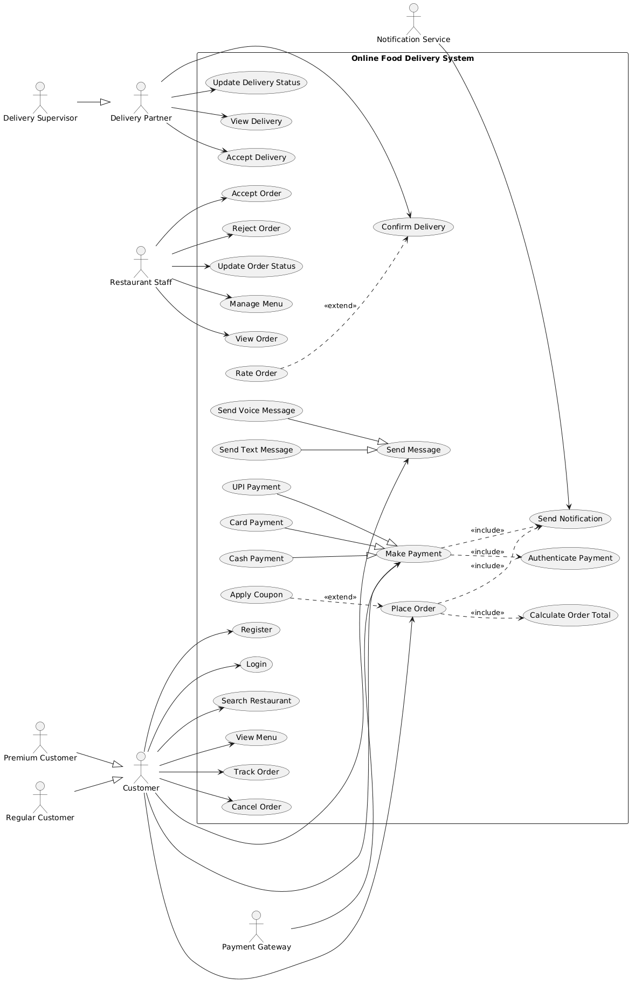 Notification Service
Online Food Delivery System
Update Delivery Status
Delivery Supervisor
Delivery Partner
View Delivery
Accept Delivery
Accept Order
Reject Order
Confirm Delivery
Update Order Status
Restaurant Staff
Manage Menu
«extend»
View Order
Rate Order
Send Voice Message
Send Text Message
Send Message
UPI Payment
Card Payment
Send Notification
«include»
Cash Payment
Make Payment
«include»
Authenticate Payment
«include»
Apply Coupon
«extend»
Place Order
«include»
Calculate Order Total
Register
Login
Search Restaurant
View Menu
Premium Customer
Track Order
Customer
Cancel Order
Regular Customer
Payment Gateway